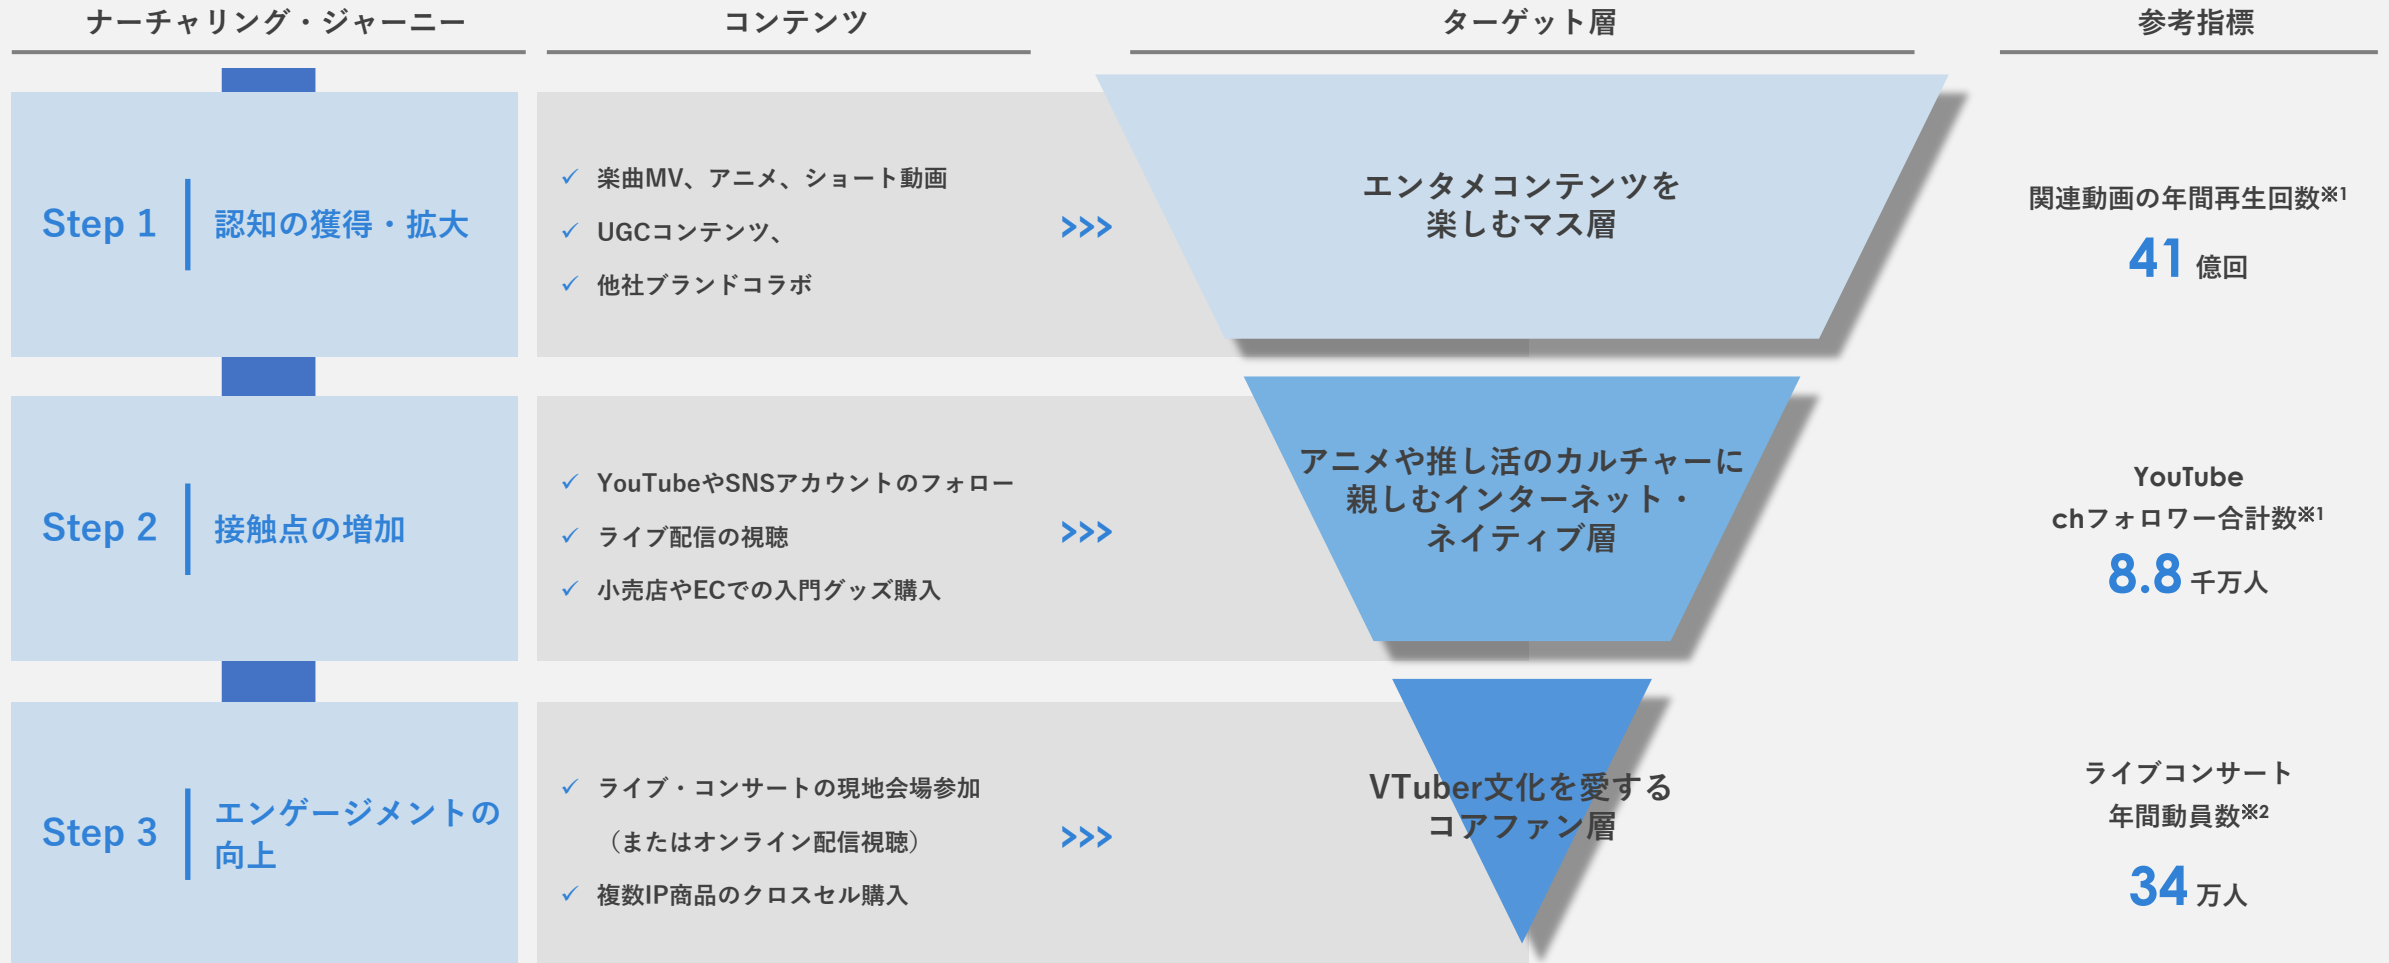 ナーチャリング・ジャーニー
コンテンツ
ターゲット層
参考指標
Step 1
認知の獲得・拡大
✓ 楽曲MV、アニメ、ショート動画
✓ UGCコンテンツ、
✓ 他社ブランドコラボ
>>>
エンタメコンテンツを
楽しむマス層
関連動画の年間再生回数※1
41 億回
Step 2
接触点の増加
✓ YouTubeやSNSアカウントのフォロー
✓ ライブ配信の視聴
✓ 小売店やECでの入門グッズ購入
>>>
アニメや推し活のカルチャーに
親しむインターネット・
ネイティブ層
YouTube
chフォロワー合計数※1
8.8 千万人
Step 3
エンゲージメントの
向上
✓ ライブ・コンサートの現地会場参加
（またはオンライン配信視聴）
✓ 複数IP商品のクロスセル購入
>>>
VTuber文化を愛する
コアファン層
ライブコンサート
年間動員数※2
34 万人